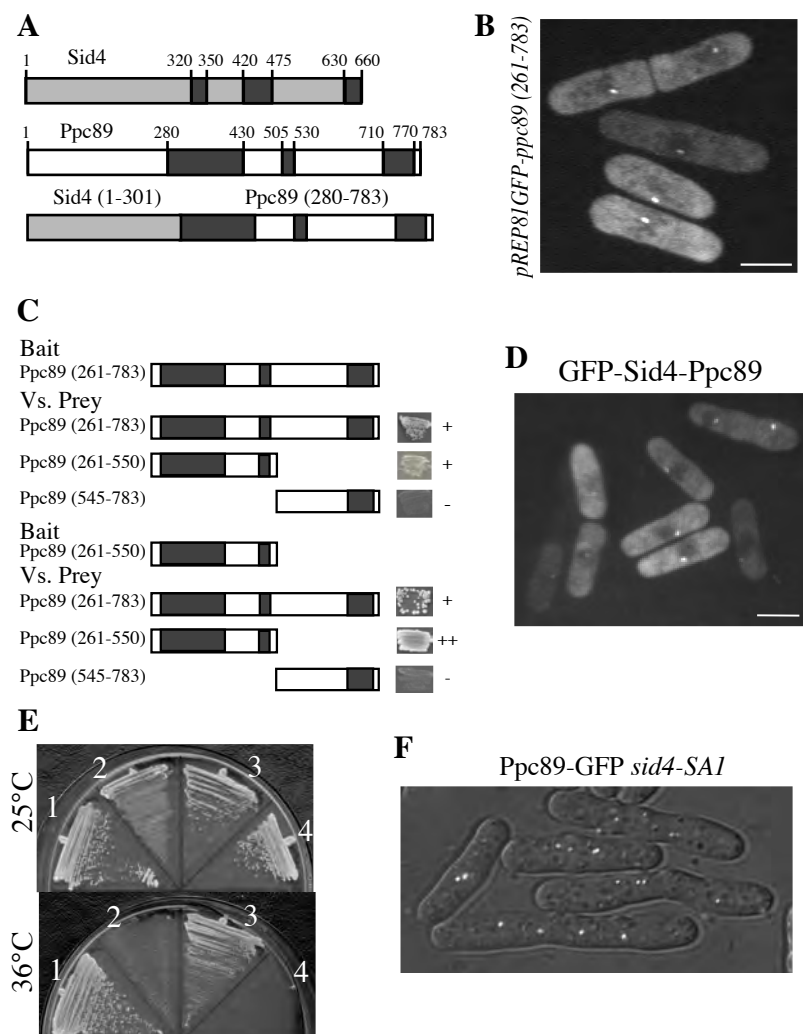 A
Sid4
1 320 350 420 475 630 660
Ppc89
1 280 430 505 530 710 770 783
Sid4 (1-301) Ppc89 (280-783)
B
pREP81GFP-ppc89 (261-783)
C
Bait
Ppc89 (261-783)
Vs. Prey
Ppc89 (261-783) +
Ppc89 (261-550) +
Ppc89 (545-783) -
Bait
Ppc89 (261-550)
Vs. Prey
Ppc89 (261-783) +
Ppc89 (261-550) ++
Ppc89 (545-783) -
D
GFP-Sid4-Ppc89
E
25°C
1 2 3 4
36°C
1 2 3 4
F
Ppc89-GFP sid4-SA1